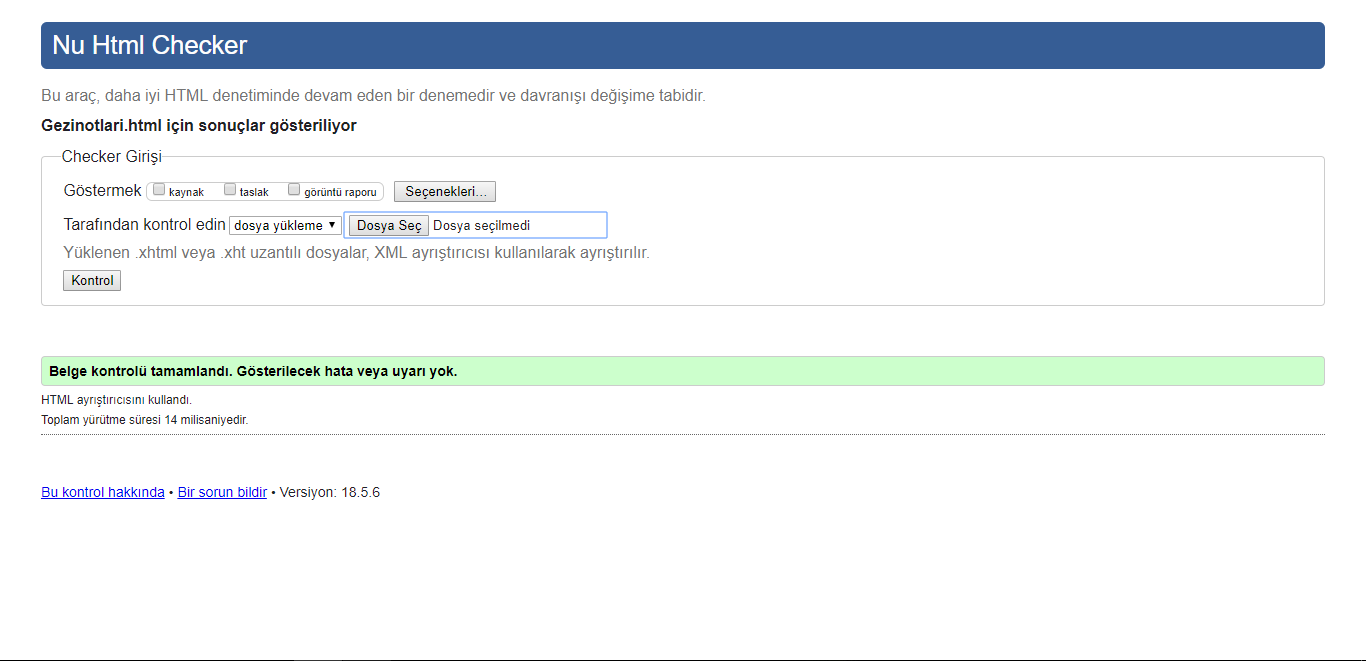 Nu Html Checker
Bu araç, daha iyi HTML denetiminde devam eden bir denemedir ve davranışı değişime tabidir.
Gezinotlari.html için sonuçlar gösteriliyor
Checker Girişi
Göstermek kaynak taslak görüntü raporu Seçenekleri...
Tarafından kontrol edin dosya yükleme Dosya Seç Dosya seçilmedi
Yüklenen .xhtml veya .xht uzantılı dosyalar, XML ayrıştırıcısı kullanılarak ayrıştırılır.
Kontrol
Belge kontrolü tamamlandı. Gösterilecek hata veya uyarı yok.
HTML ayrıştırıcısını kullandı.
Toplam yürütme süresi 14 milisaniyedir.
Bu kontrol hakkında • Bir sorun bildir • Versiyon: 18.5.6